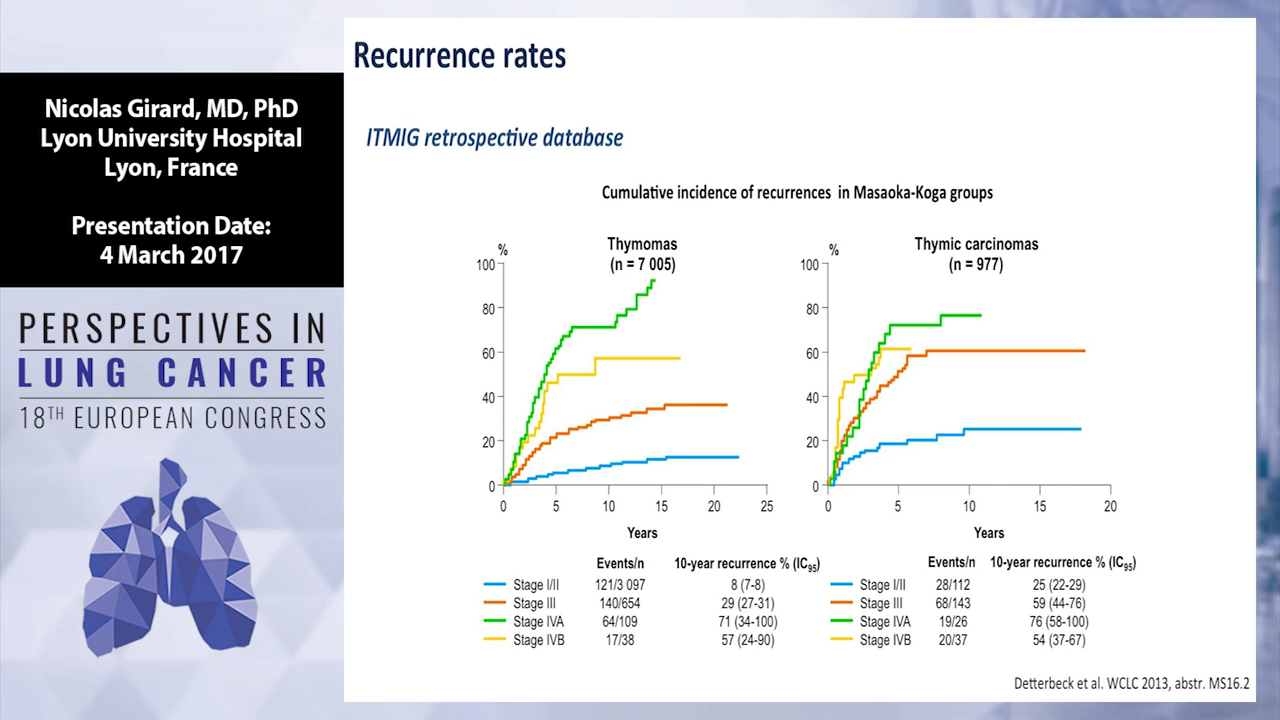 Nicolas Girard, MD, PhD
Lyon University Hospital
Lyon, France
Presentation Date:
4 March 2017
PERSPECTIVES IN
LUNG CANCER
18TH EUROPEAN CONGRESS
Recurrence rates
ITMIG retrospective database
Cumulative incidence of recurrences in Masaoka-Koga groups
%
Thymomas
(n = 7 005)
100
80
60
40
20
0
0 5 10 15 20 25
Years
Events/n 10-year recurrence % (IC95)
Stage I/II 121/3 097 8 (7-8)
Stage III 140/654 29 (27-31)
Stage IVA 64/109 71 (34-100)
Stage IVB 17/38 57 (24-90)
%
Thymic carcinomas
(n = 977)
100
80
60
40
20
0
0 5 10 15 20
Years
Events/n 10-year recurrence % (IC95)
Stage I/II 28/112 25 (22-29)
Stage III 68/143 59 (44-76)
Stage IVA 19/26 76 (58-100)
Stage IVB 20/37 54 (37-67)
Detterbeck et al. WCLC 2013, abstr. MS16.2